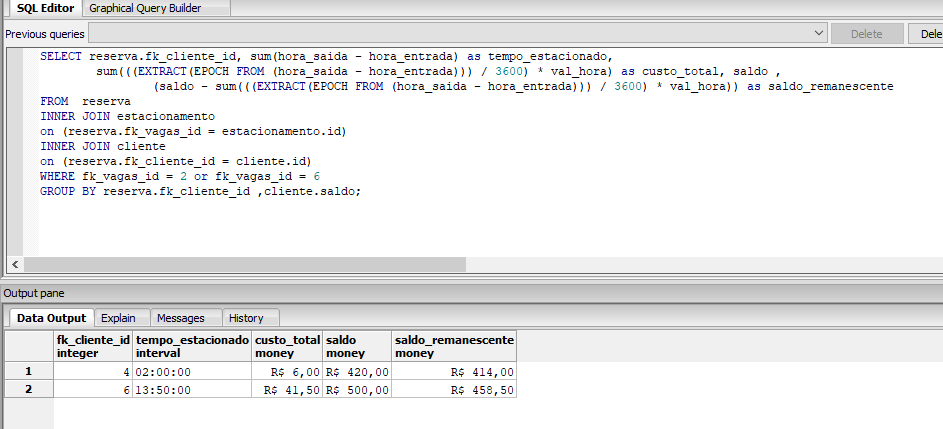 SQL Editor Graphical Query Builder
Previous queries Delete Dele
SELECT reserva.fk_cliente_id, sum(hora_saida - hora_entrada) as tempo_estacionado,
sum(((EXTRACT(EPOCH FROM (hora_saida - hora_entrada))) / 3600) * val_hora) as custo_total, saldo ,
(saldo - sum(((EXTRACT(EPOCH FROM (hora_saida - hora_entrada))) / 3600) * val_hora)) as saldo_remanescente
FROM reserva
INNER JOIN estacionamento
on (reserva.fk_vagas_id = estacionamento.id)
INNER JOIN cliente
on (reserva.fk_cliente_id = cliente.id)
WHERE fk_vagas_id = 2 or fk_vagas_id = 6
GROUP BY reserva.fk_cliente_id ,cliente.saldo;
Output pane
Data Output Explain Messages History
fk_cliente_id tempo_estacionado custo_total saldo saldo_remanescente
integer interval money money money
1 4 02:00:00 R$ 6,00 R$ 420,00 R$ 414,00
2 6 13:50:00 R$ 41,50 R$ 500,00 R$ 458,50